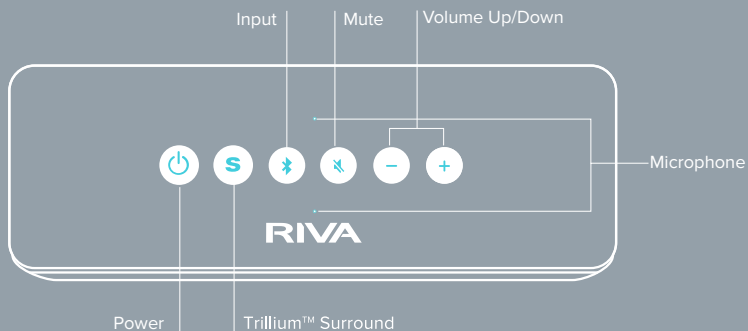 Input
Mute
Volume Up/Down
S
Microphone
RIVA
Power
Trillium™ Surround